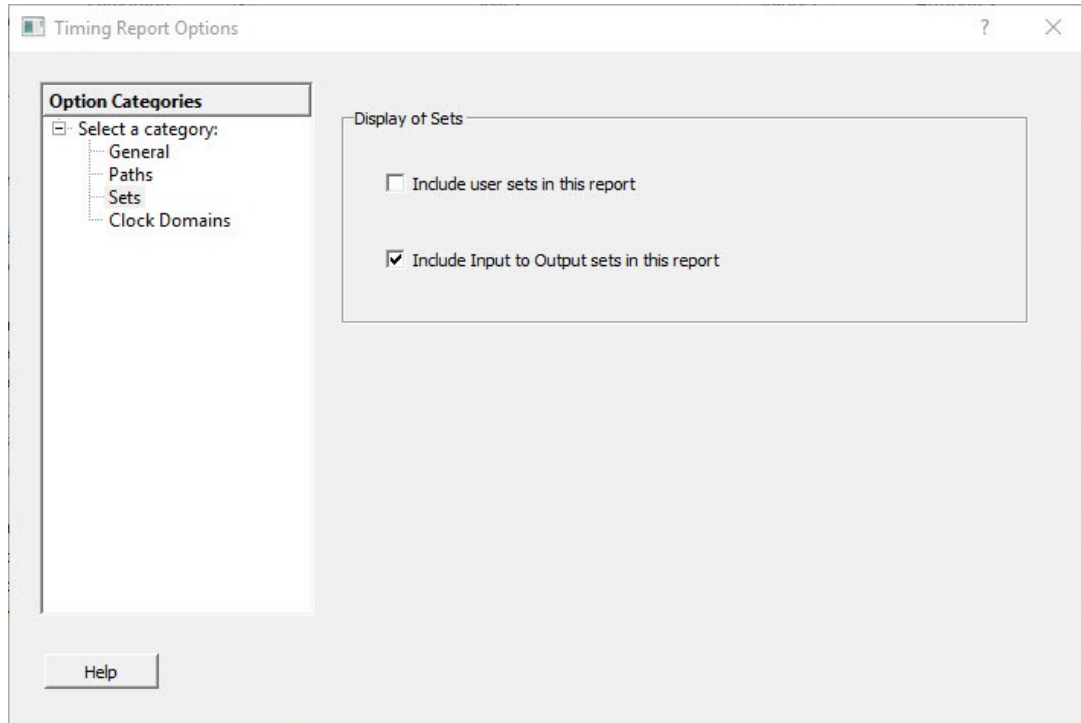 Timing Report Options
?
Option Categories
Select a category:
General
Paths
Sets
Clock Domains
Display of Sets
Include user sets in this report
Include Input to Output sets in this report
Help